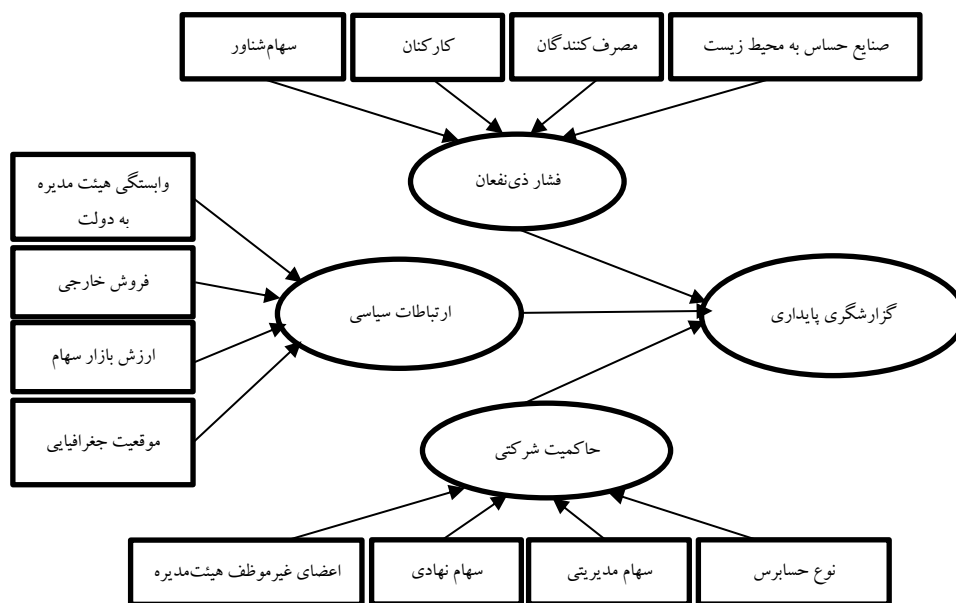 صنایع حساس به محیط زیست
مصرف‌کنندگان
کارکنان
سهام‌شناور
فشار ذی‌نفعان
وابستگی هیئت مدیره
به دولت
فروش خارجی
ارزش بازار سهام
موقعیت جغرافیایی
ارتباطات سیاسی
گزارشگری پایداری
حاکمیت شرکتی
نوع حسابرس
سهام مدیریتی
سهام نهادی
اعضای غیرموظف هیئت‌مدیره